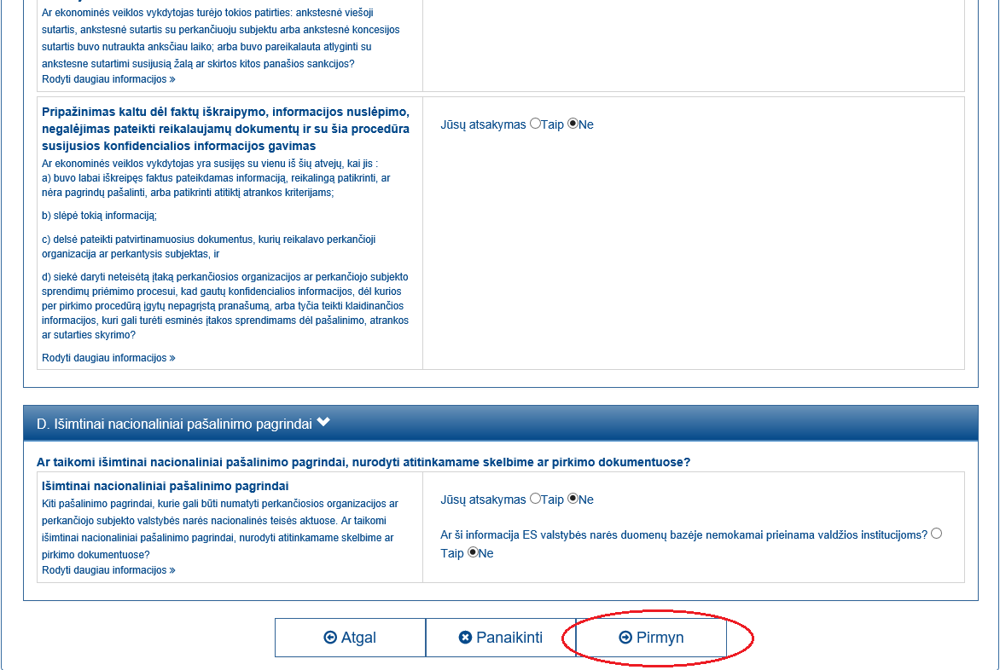 Ar ekonominės veiklos vykdytojas turėjo tokios patirties: ankstesnė viešoji
sutartis, ankstesnė sutartis su perkančiuoju subjektu arba ankstesnė koncesijos
sutartis buvo nutraukta anksčiau laiko; arba buvo pareikalauta atlyginti su
ankstesne sutartimi susijusią žalą ar skirtos kitos panašios sankcijos?
Rodyti daugiau informacijos »
Pripažinimas kaltu dėl faktų iškraipymo, informacijos nuslėpimo,
negalėjimas pateikti reikalaujamų dokumentų ir su šia procedūra
susijusios konfidencialios informacijos gavimas
Ar ekonominės veiklos vykdytojas yra susijęs su vienu iš šių atvejų, kai jis :
a) buvo labai iškreipęs faktus pateikdamas informaciją, reikalingą patikrinti, ar
nėra pagrindų pašalinti, arba patikrinti atitiktį atrankos kriterijams;
b) slėpė tokią informaciją;
c) delsė pateikti patvirtinamuosius dokumentus, kurių reikalavo perkančioji
organizacija ar perkantysis subjektas, ir
d) siekė daryti neteisėtą įtaką perkančiosios organizacijos ar perkančiojo subjekto
sprendimų priėmimo procesui, kad gautų konfidencialios informacijos, dėl kurios
per pirkimo procedūrą įgytų nepagrįstą pranašumą, arba tyčia teikti klaidinančios
informacijos, kuri gali turėti esminės įtakos sprendimams dėl pašalinimo, atrankos
ar sutarties skyrimo?
Rodyti daugiau informacijos »
Jūsų atsakymas Taip Ne
D. Išimtinai nacionaliniai pašalinimo pagrindai
Ar taikomi išimtinai nacionaliniai pašalinimo pagrindai, nurodyti atitinkamame skelbime ar pirkimo dokumentuose?
Išimtinai nacionaliniai pašalinimo pagrindai
Kiti pašalinimo pagrindai, kurie gali būti numatyti perkančiosios organizacijos ar
perkančiojo subjekto valstybės narės nacionalinės teisės aktuose. Ar taikomi
išimtinai nacionaliniai pašalinimo pagrindai, nurodyti atitinkamame skelbime ar
pirkimo dokumentuose?
Rodyti daugiau informacijos »
Jūsų atsakymas Taip Ne
Ar ši informacija ES valstybės narės duomenų bazėje nemokamai prieinama valdžios institucijoms?
Taip Ne
Atgal
Panaikinti
Pirmyn